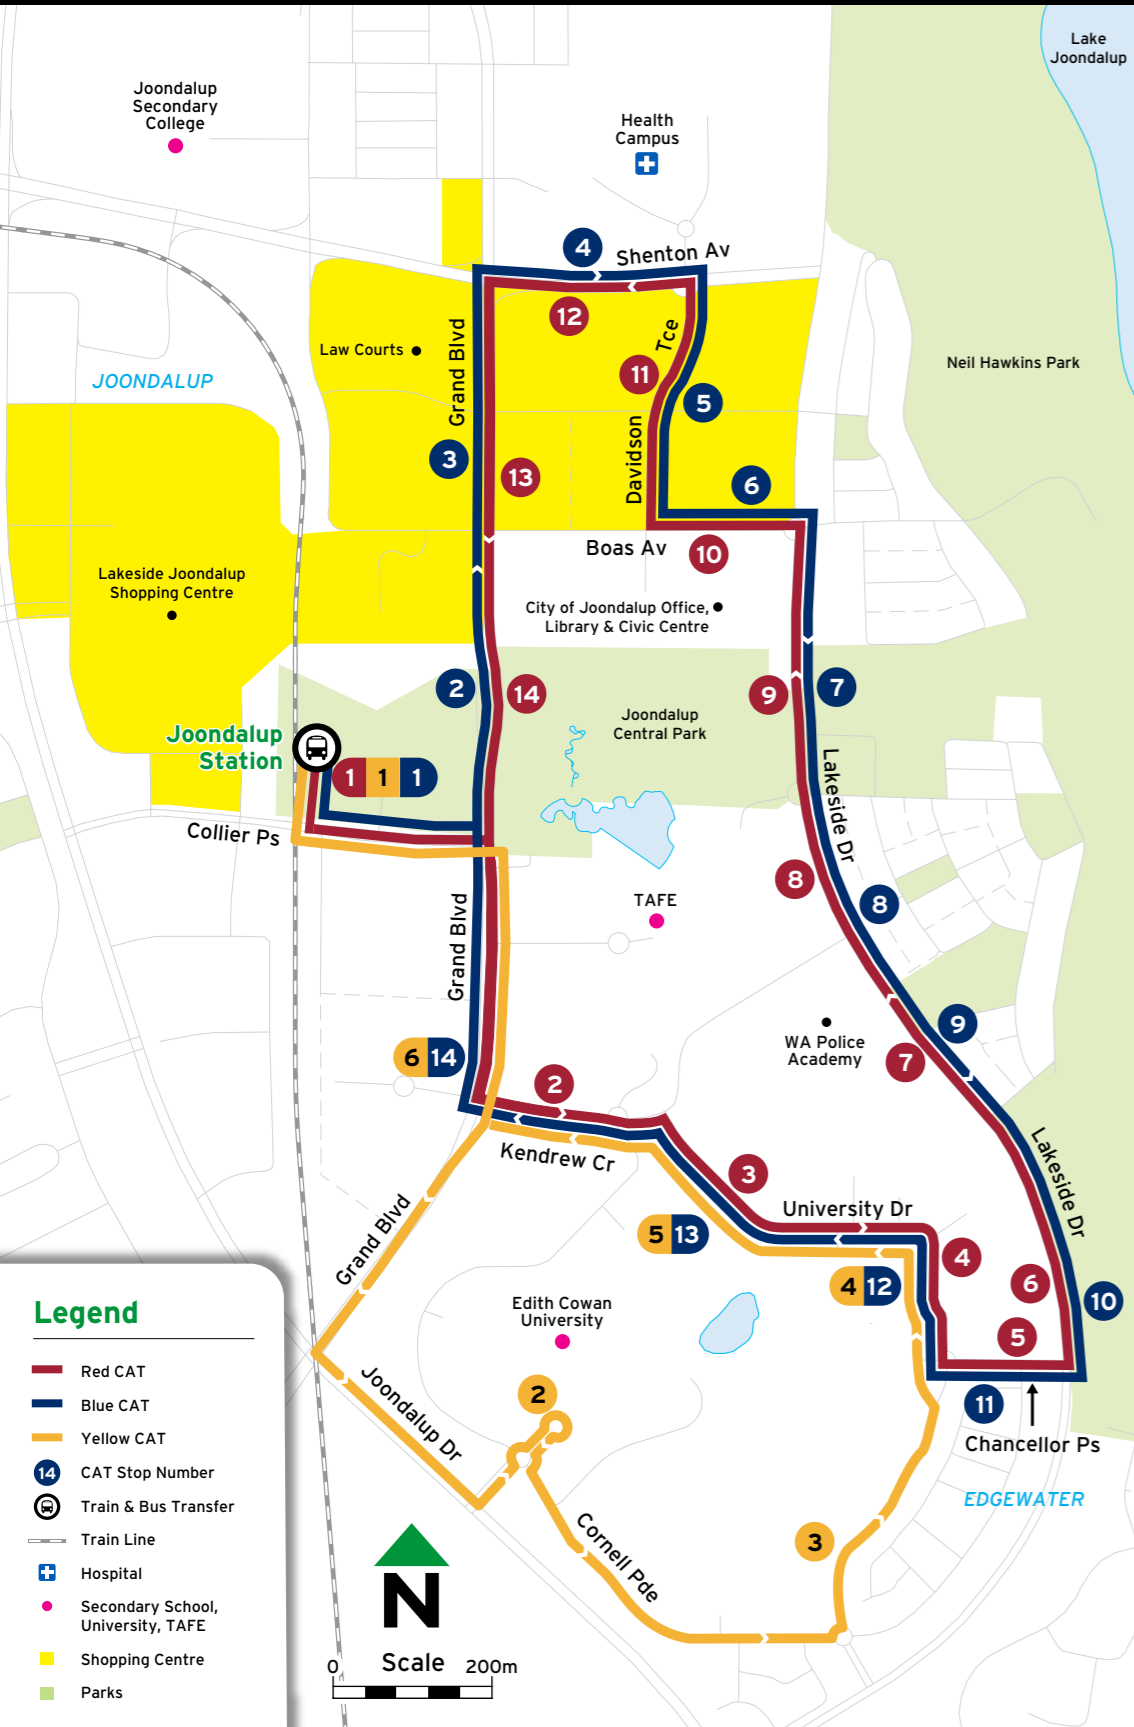 Lake
Joondalup
Joondalup
Secondary
College
Health
Campus
4
Shenton Av
12
Grand Blvd
Law Courts
Tce
11
5
Neil Hawkins Park
JOONDALUP
Davidson
3
13
6
Boas Av
10
Lakeside Joondalup
Shopping Centre
City of Joondalup Office,
Library & Civic Centre
2
14
9
7
Joondalup
Central Park
Joondalup
Station
1 1 1
Collier Ps
Lakeside Dr
8
8
TAFE
Grand Blvd
9
WA Police
Academy
7
6 14
2
Kendrew Cr
3
Lakeside Dr
University Dr
5 13
4
4 12
6
10
5
Grand Blvd
Edith Cowan
University
Joondalup Dr
2
11
Chancellor Ps
EDGEWATER
Cornell Pde
3
N
Scale
0 200m
Legend
Red CAT
Blue CAT
Yellow CAT
14 CAT Stop Number
Train & Bus Transfer
Train Line
Hospital
Secondary School,
University, TAFE
Shopping Centre
Parks